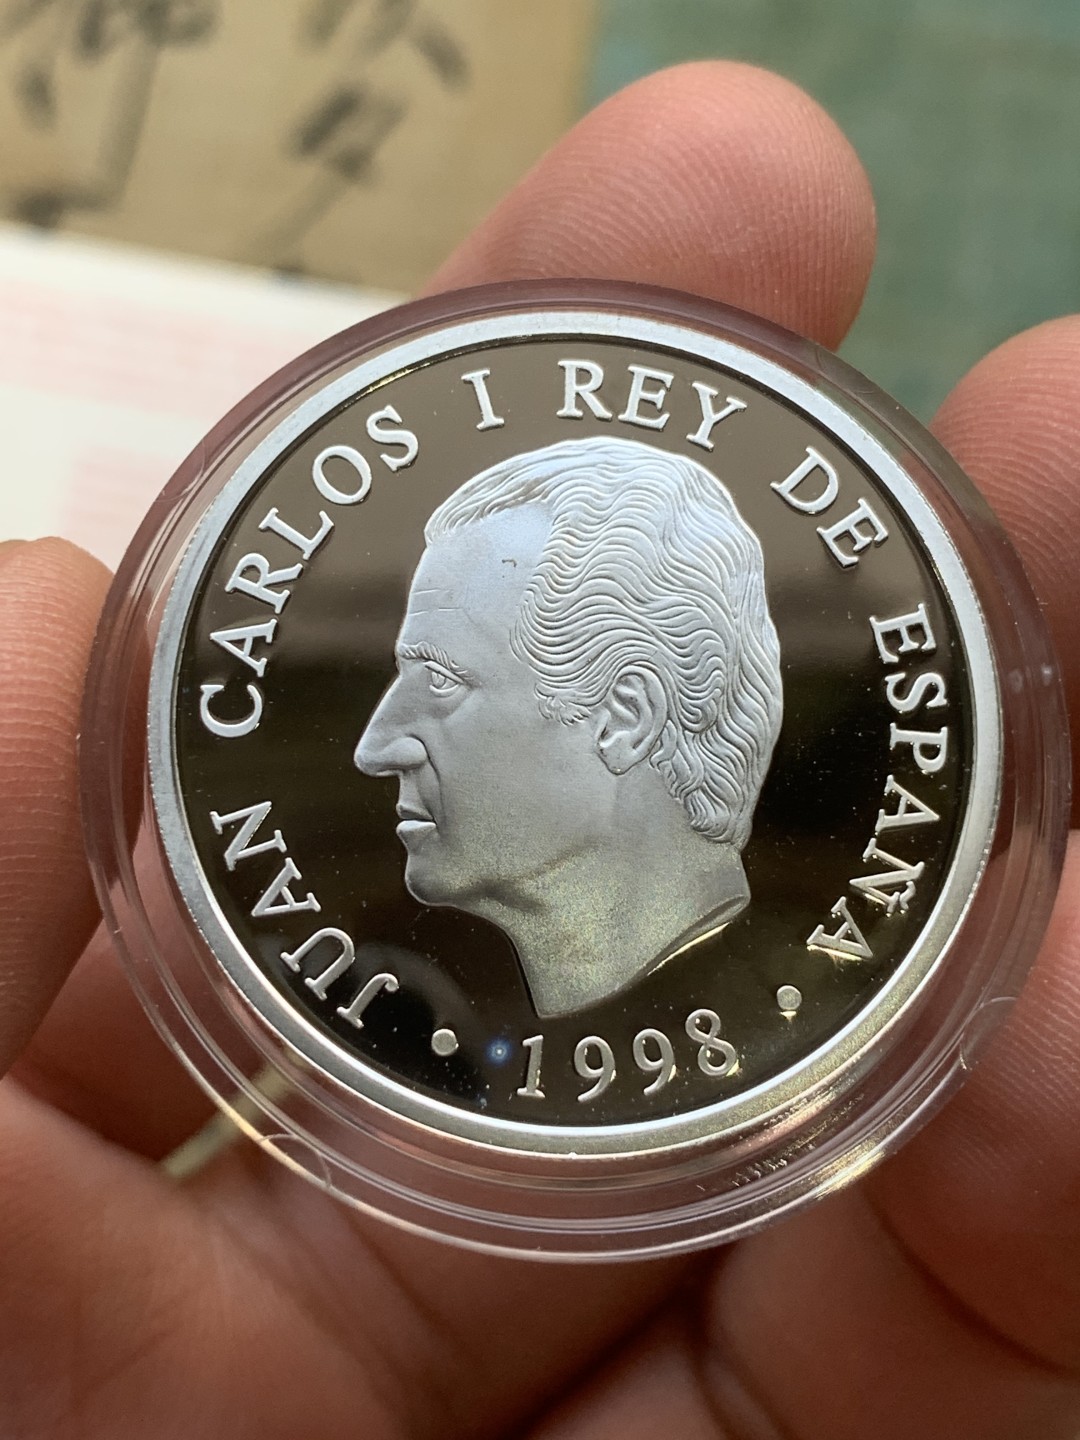 JUAN CARLOS I REY DE ESPAÑA
• 1998 •